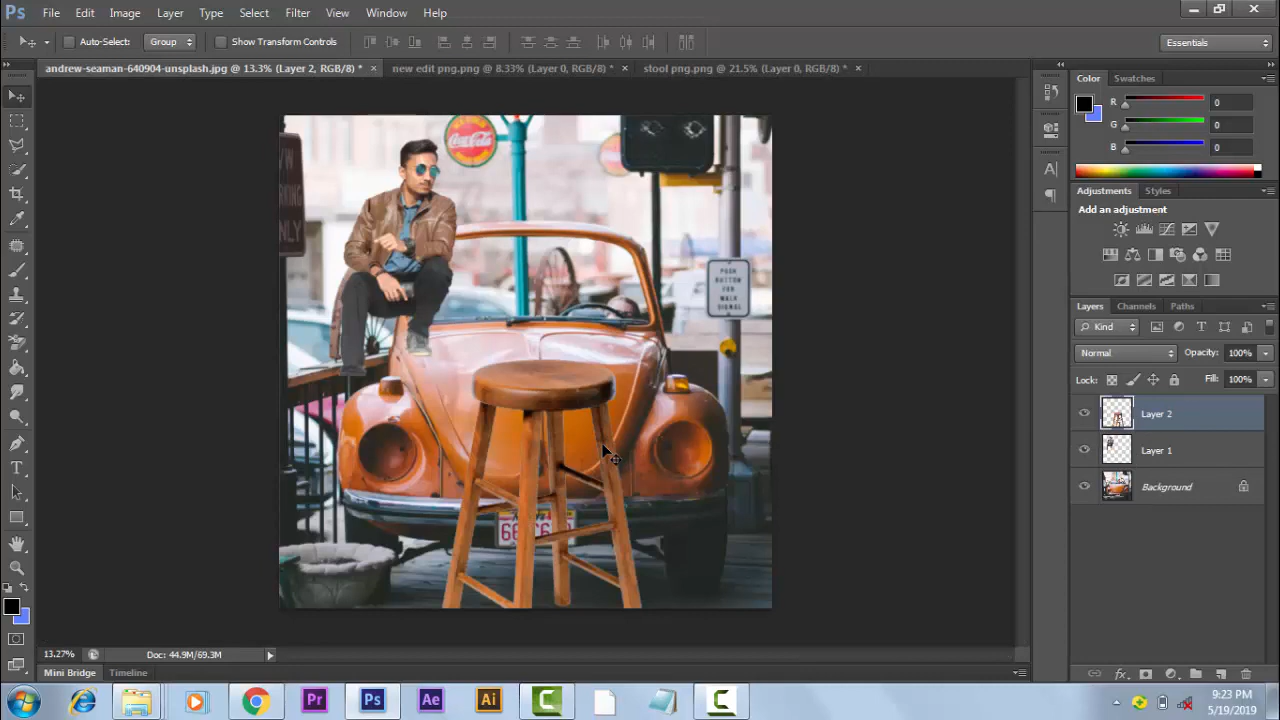 Ps File Edit Image Layer Type Select Filter View Window Help
Auto-Select: Group Show Transform Controls Essentials
andrew-seaman-640904-unsplash.jpg @ 13.3% (Layer 2, RGB/8) * × new edit png.png @ 8.33% (Layer 0, RGB/8) * × stool png.png @ 21.5% (Layer 0, RGB/8) * ×
Color Swatches
R 0
G 0
B 0
Adjustments Styles
Add an adjustment
Layers Channels Paths
Kind
Normal Opacity: 100%
Lock: Fill: 100%
Layer 2
Layer 1
Background
Coca-Cola
ONLY
PUSH
BUTTON
FOR
WALK
SIGNAL
13.27% Doc: 44.9M/69.3M
Mini Bridge Timeline
Pr Ps Ae Ai
9:23 PM
5/19/2019